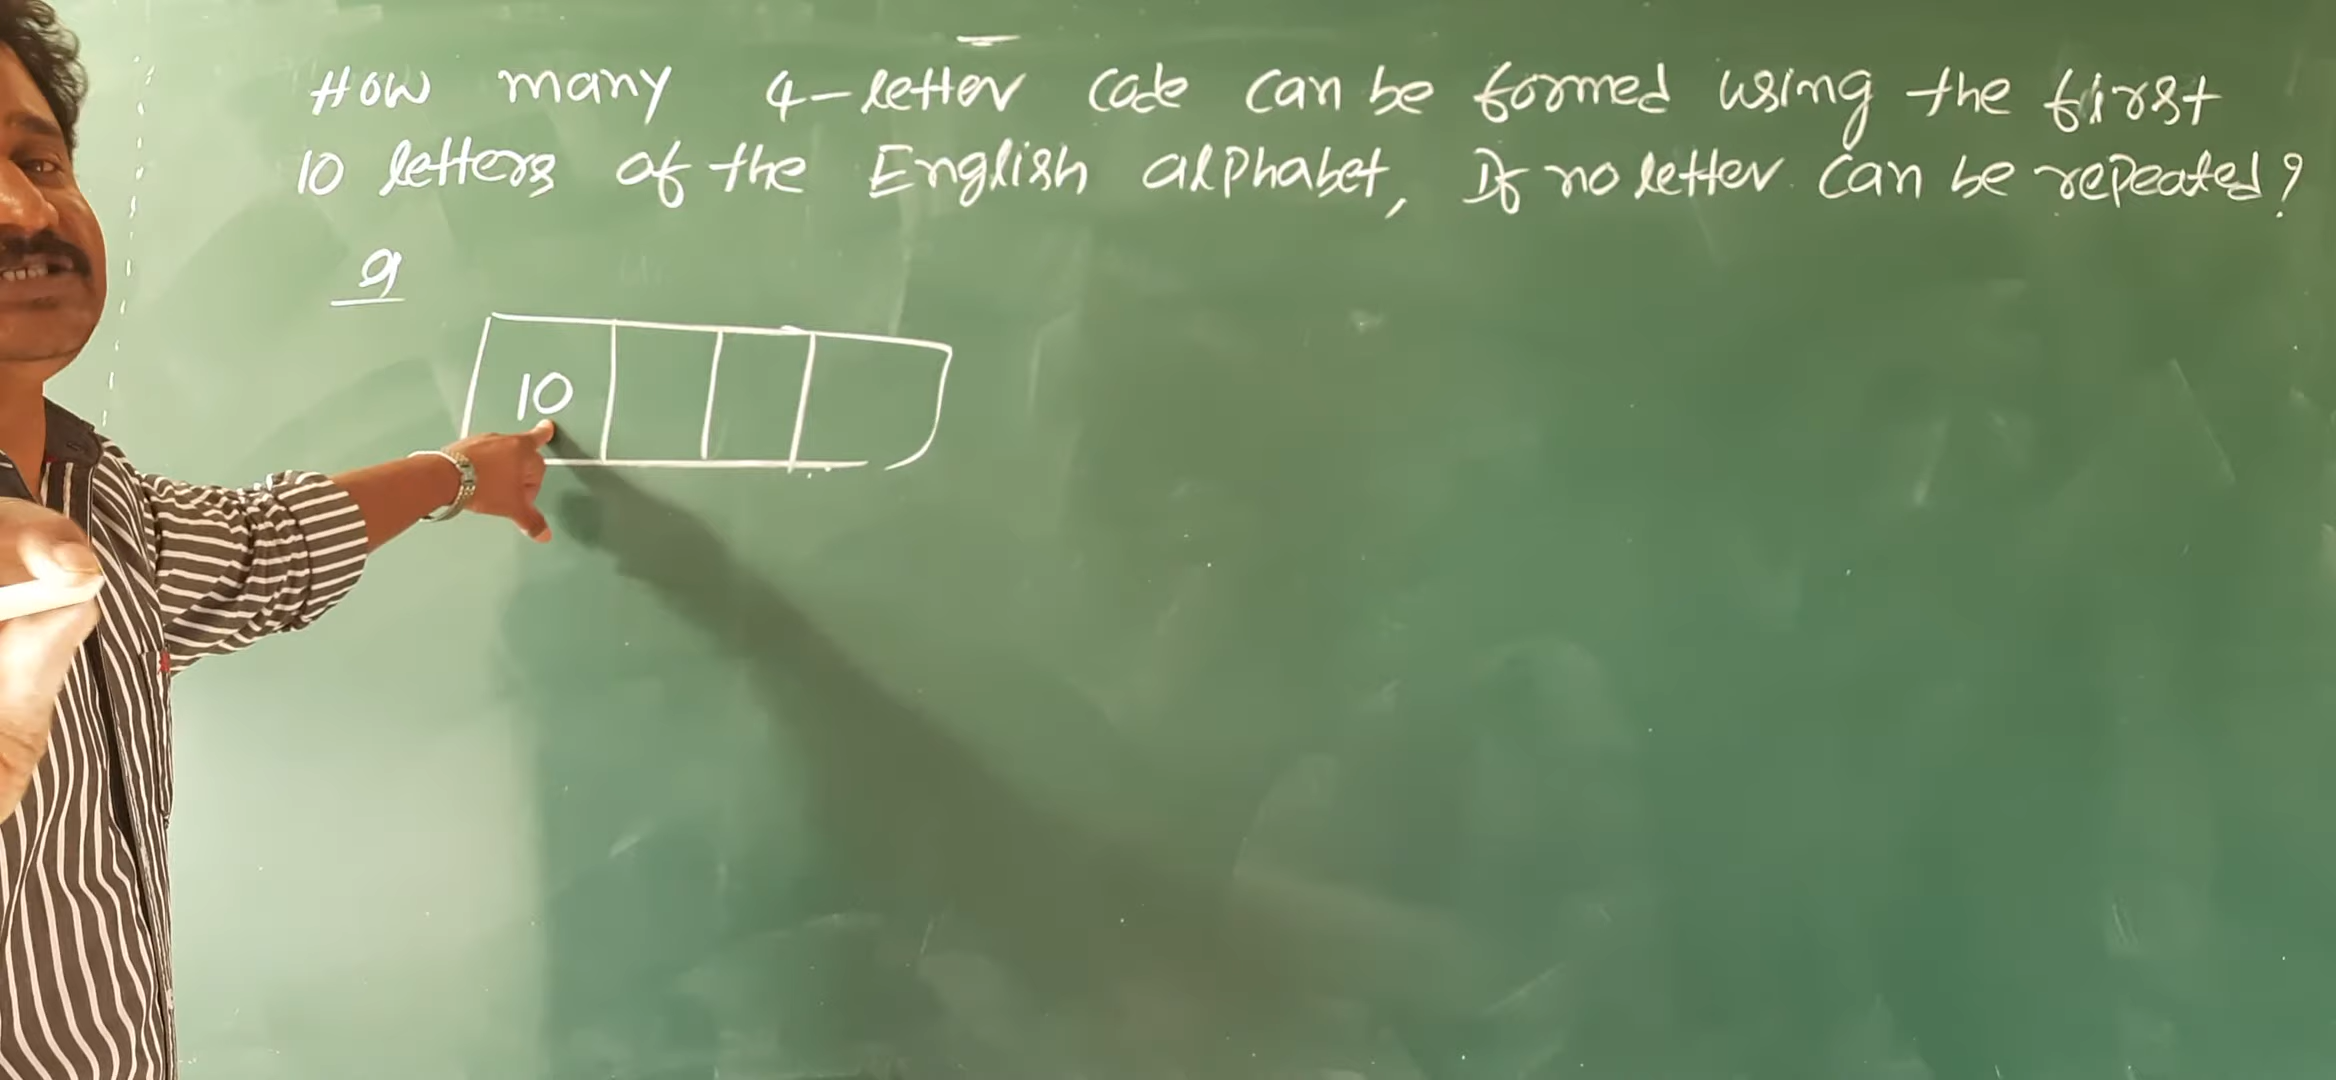 How many 4-letter code can be formed using the first
10 letters of the English alphabet, If no letter can be repeated?
9
10